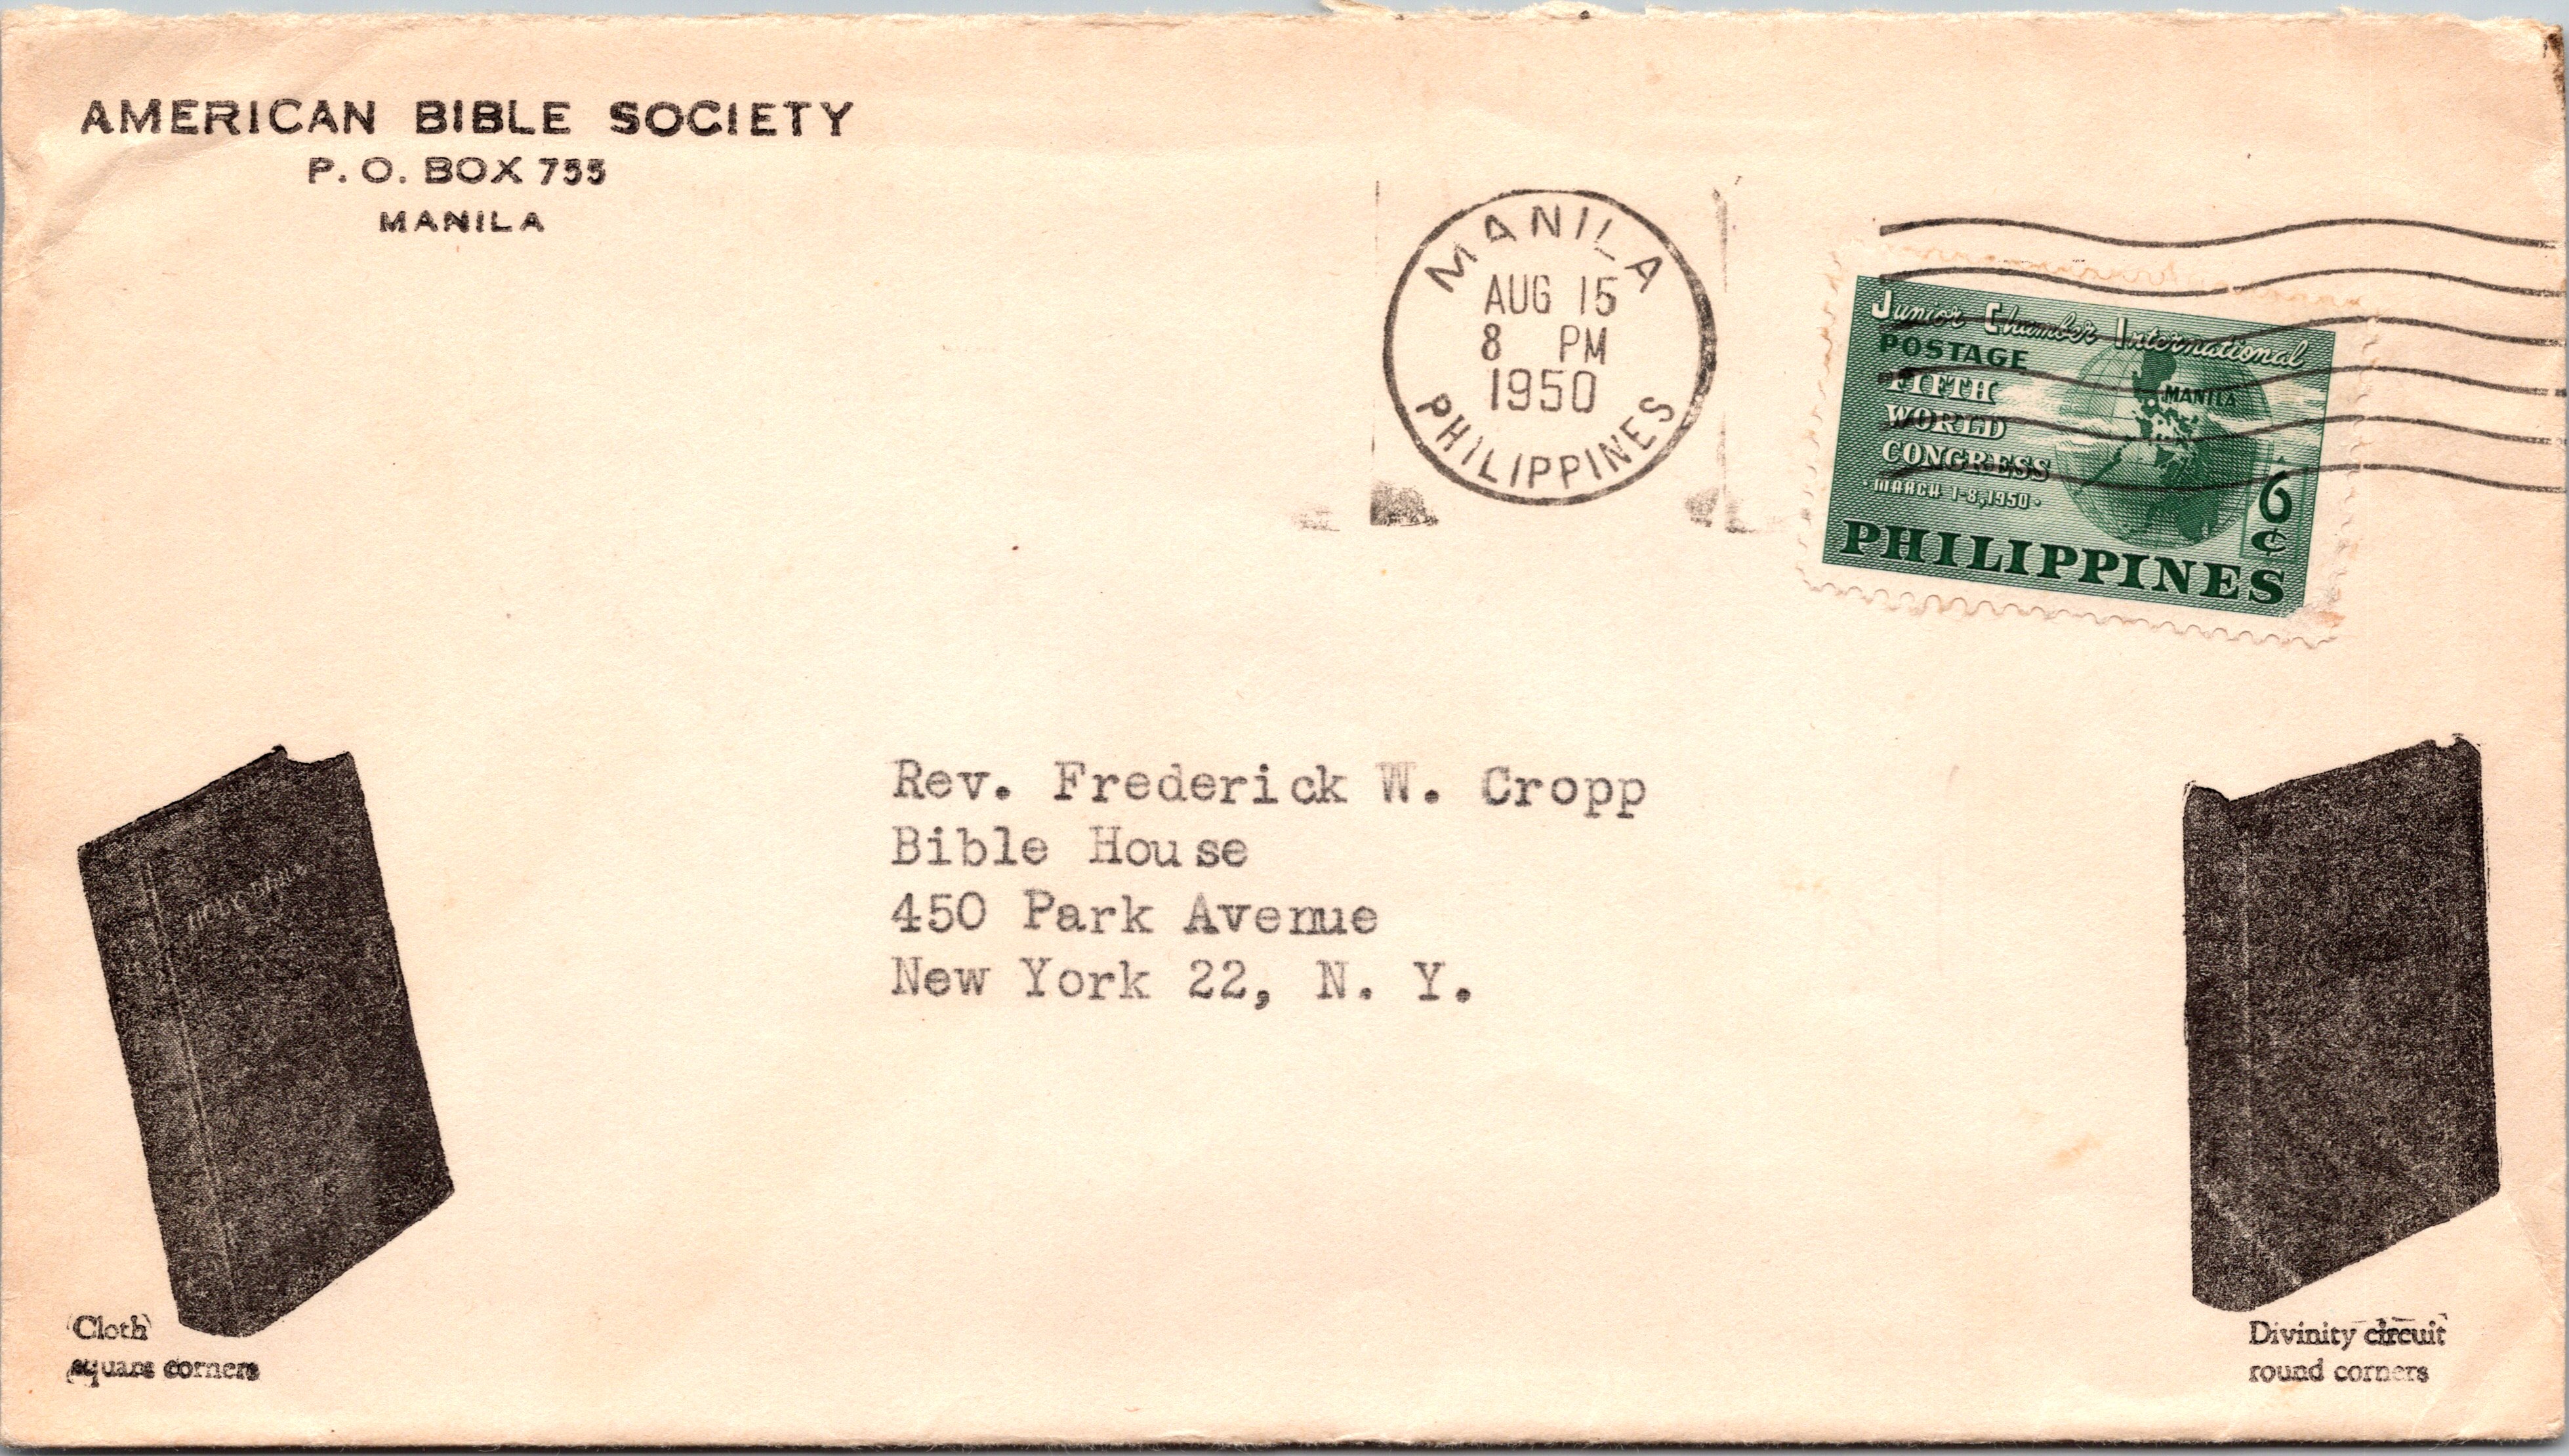 AMERICAN BIBLE SOCIETY
P. O. BOX 755
MANILA
MANILA
AUG 15
8 PM
1950
PHILIPPINES
Junior Chamber International
POSTAGE
FIFTH
WORLD
CONGRESS
· MARCH 1-8, 1950 ·
MANILA
6
¢
PHILIPPINES
Rev. Frederick W. Cropp
Bible House
450 Park Avenue
New York 22, N. Y.
HOLY BIBLE
Cloth
square corners
Divinity circuit
round corners